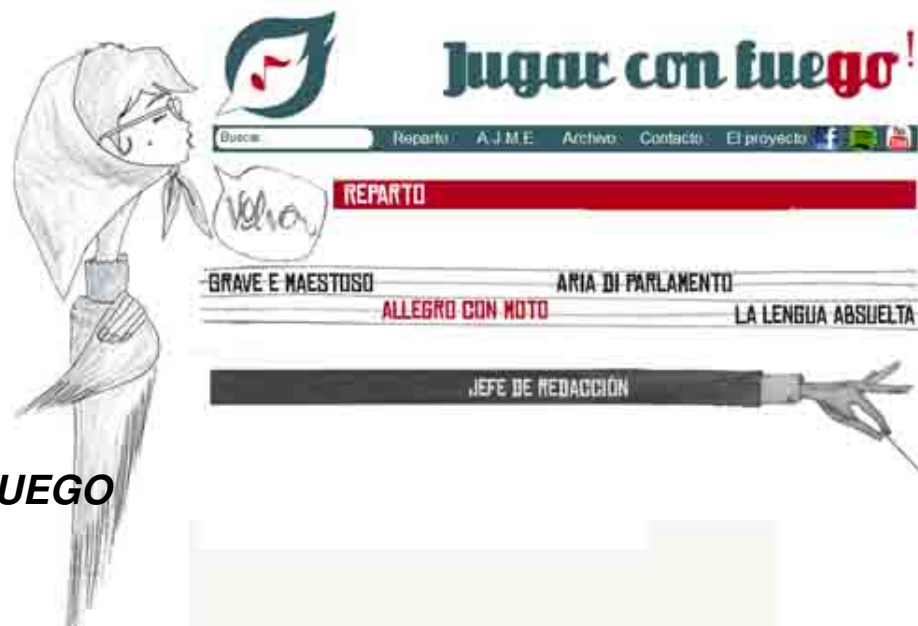 Jugar con fuego!
Buscar Reparto A.J.M.E. Archivo Contacto El proyecto
Volver
REPARTO
GRAVE E MAESTOSO ARIA DI PARLAMENTO
ALLEGRO CON MOTO LA LENGUA ABSUELTA
JEFE DE REDACCIÓN
UEGO